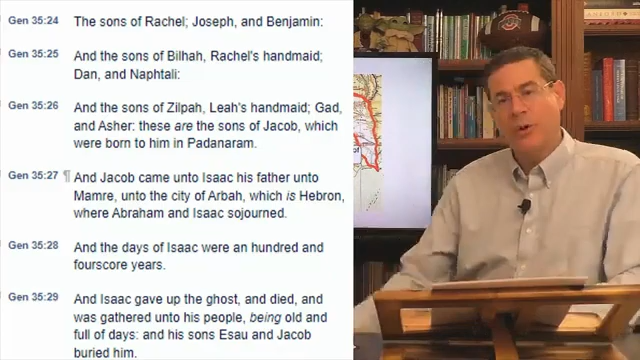 Gen 35:24 The sons of Rachel; Joseph, and Benjamin:
Gen 35:25 And the sons of Bilhah, Rachel's handmaid;
Dan, and Naphtali:
Gen 35:26 And the sons of Zilpah, Leah's handmaid; Gad,
and Asher: these are the sons of Jacob, which
were born to him in Padanaram.
Gen 35:27 ¶ And Jacob came unto Isaac his father unto
Mamre, unto the city of Arbah, which is Hebron,
where Abraham and Isaac sojourned.
Gen 35:28 And the days of Isaac were an hundred and
fourscore years.
Gen 35:29 And Isaac gave up the ghost, and died, and
was gathered unto his people, being old and
full of days: and his sons Esau and Jacob
buried him.